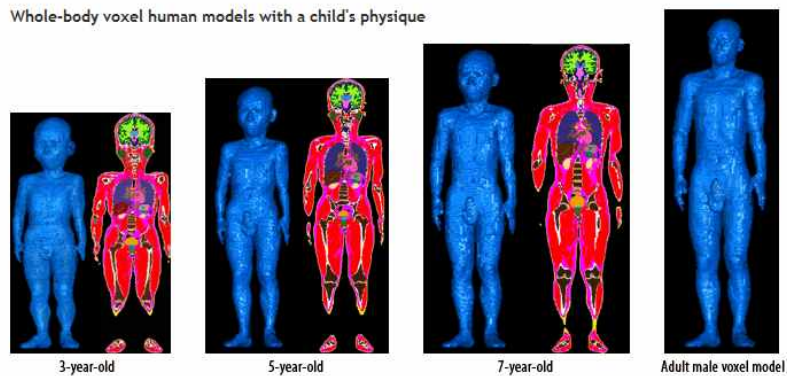 Whole-body voxel human models with a child's physique
3-year-old
5-year-old
7-year-old
Adult male voxel model